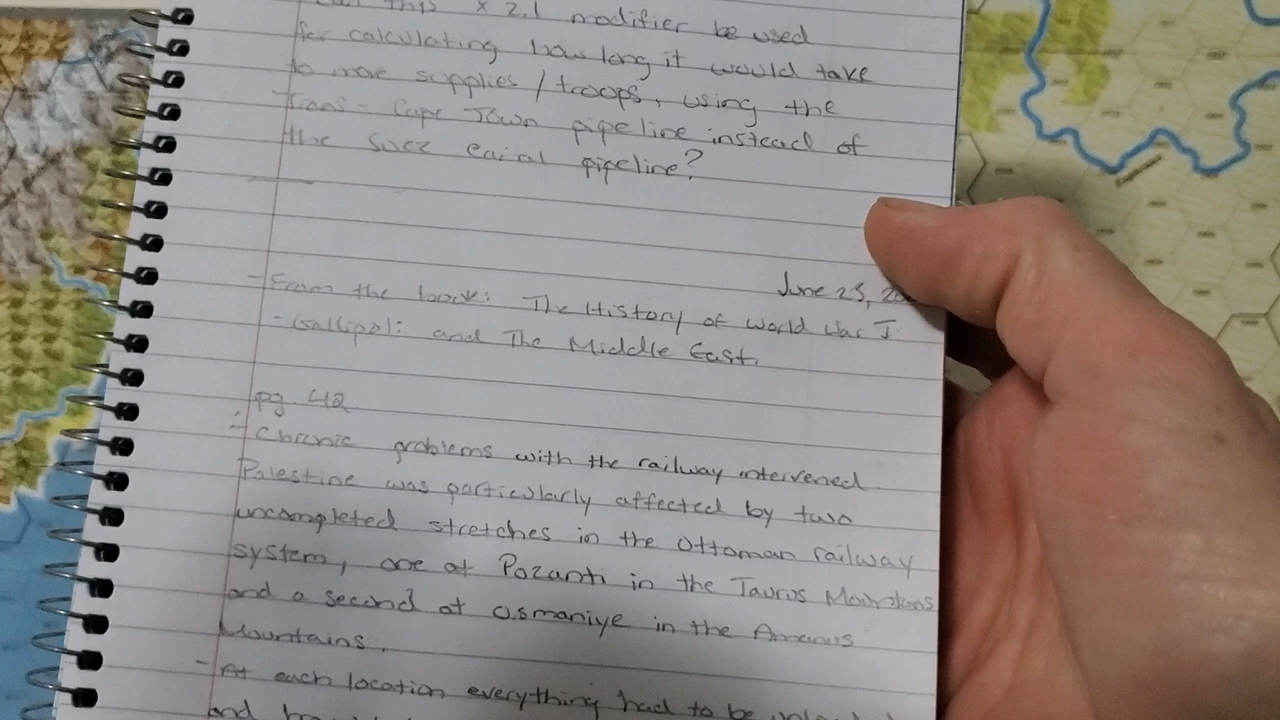 this x 2.1 modifier be used
for calculating how long it would take
to move supplies / troops, using the
Trans - Cape Town pipeline instead of
the Suez canal pipeline?
June 23,
- From the book: The History of World War I:
- Gallipoli and The Middle East.
pg 42
- Chronic problems with the railway intervened
Palestine was particularly affected by two
uncompleted stretches in the Ottoman railway
system, one at Pozanti in the Taurus Mountains
and a second at Osmaniye in the Amanus
Mountains.
- At each location everything had to be
and